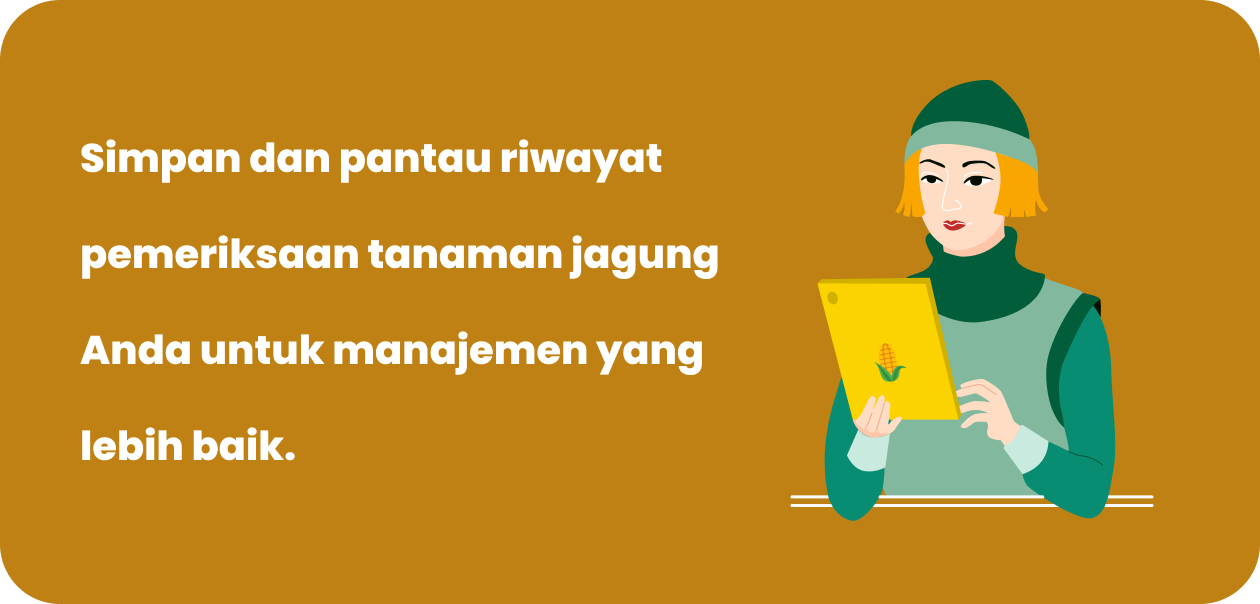 Simpan dan pantau riwayat
pemeriksaan tanaman jagung
Anda untuk manajemen yang
lebih baik.